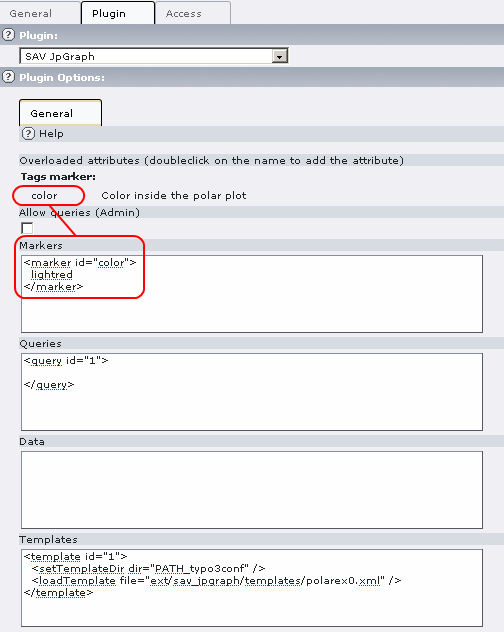 General Plugin Access
? Plugin:
SAV JpGraph
? Plugin Options:
General
? Help
Overloaded attributes (doubleclick on the name to add the attribute)
Tags marker:
color Color inside the polar plot
Allow queries (Admin)
Markers
<marker id="color">
lightred
</marker>
Queries
<query id="1">
</query>
Data
Templates
<template id="1">
<setTemplateDir dir="PATH_typo3conf" />
<loadTemplate file="ext/sav_jpgraph/templates/polarex0.xml" />
</template>